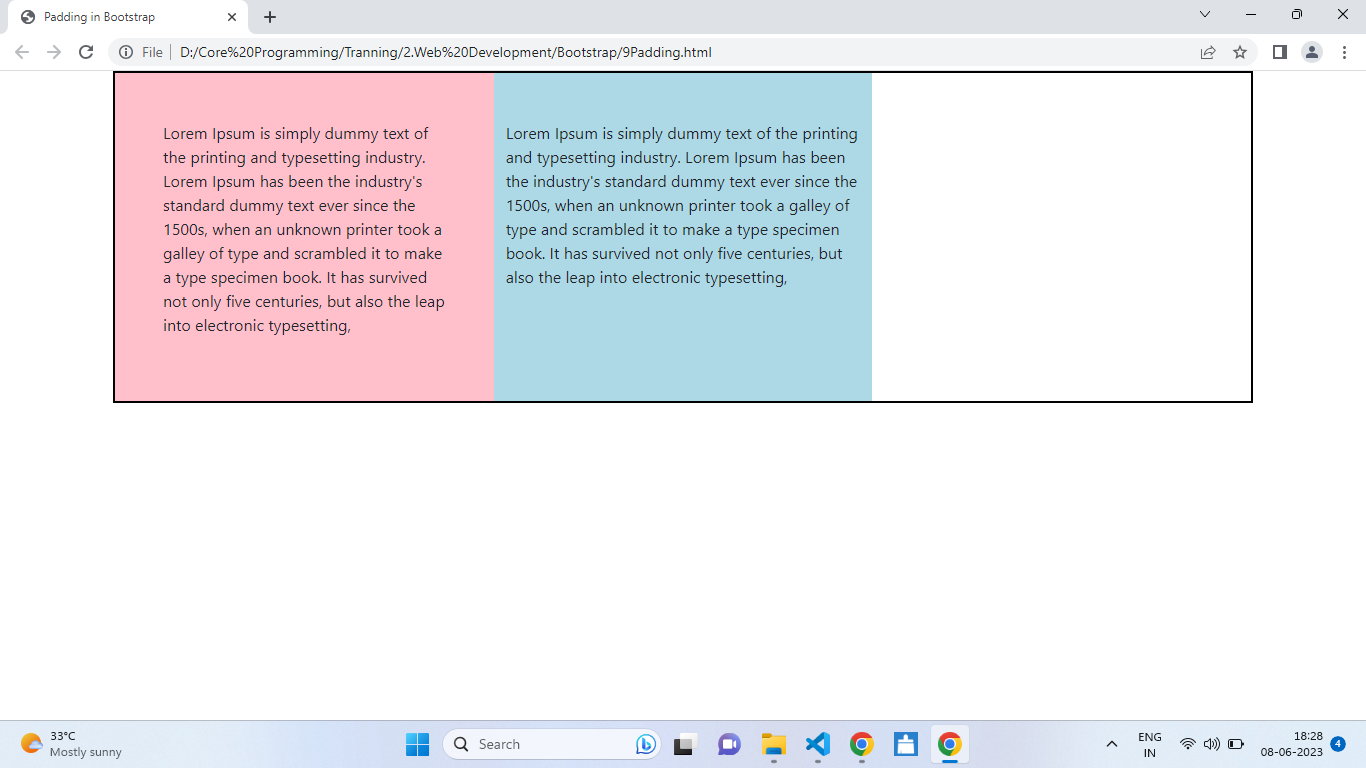 Padding in Bootstrap
File
D:/Core%20Programming/Tranning/2.Web%20Development/Bootstrap/9Padding.html
Lorem Ipsum is simply dummy text of
the printing and typesetting industry.
Lorem Ipsum has been the industry's
standard dummy text ever since the
1500s, when an unknown printer took a
galley of type and scrambled it to make
a type specimen book. It has survived
not only five centuries, but also the leap
into electronic typesetting,
Lorem Ipsum is simply dummy text of the printing
and typesetting industry. Lorem Ipsum has been
the industry's standard dummy text ever since the
1500s, when an unknown printer took a galley of
type and scrambled it to make a type specimen
book. It has survived not only five centuries, but
also the leap into electronic typesetting,
33°C
Mostly sunny
Search
ENG
IN
18:28
08-06-2023
4